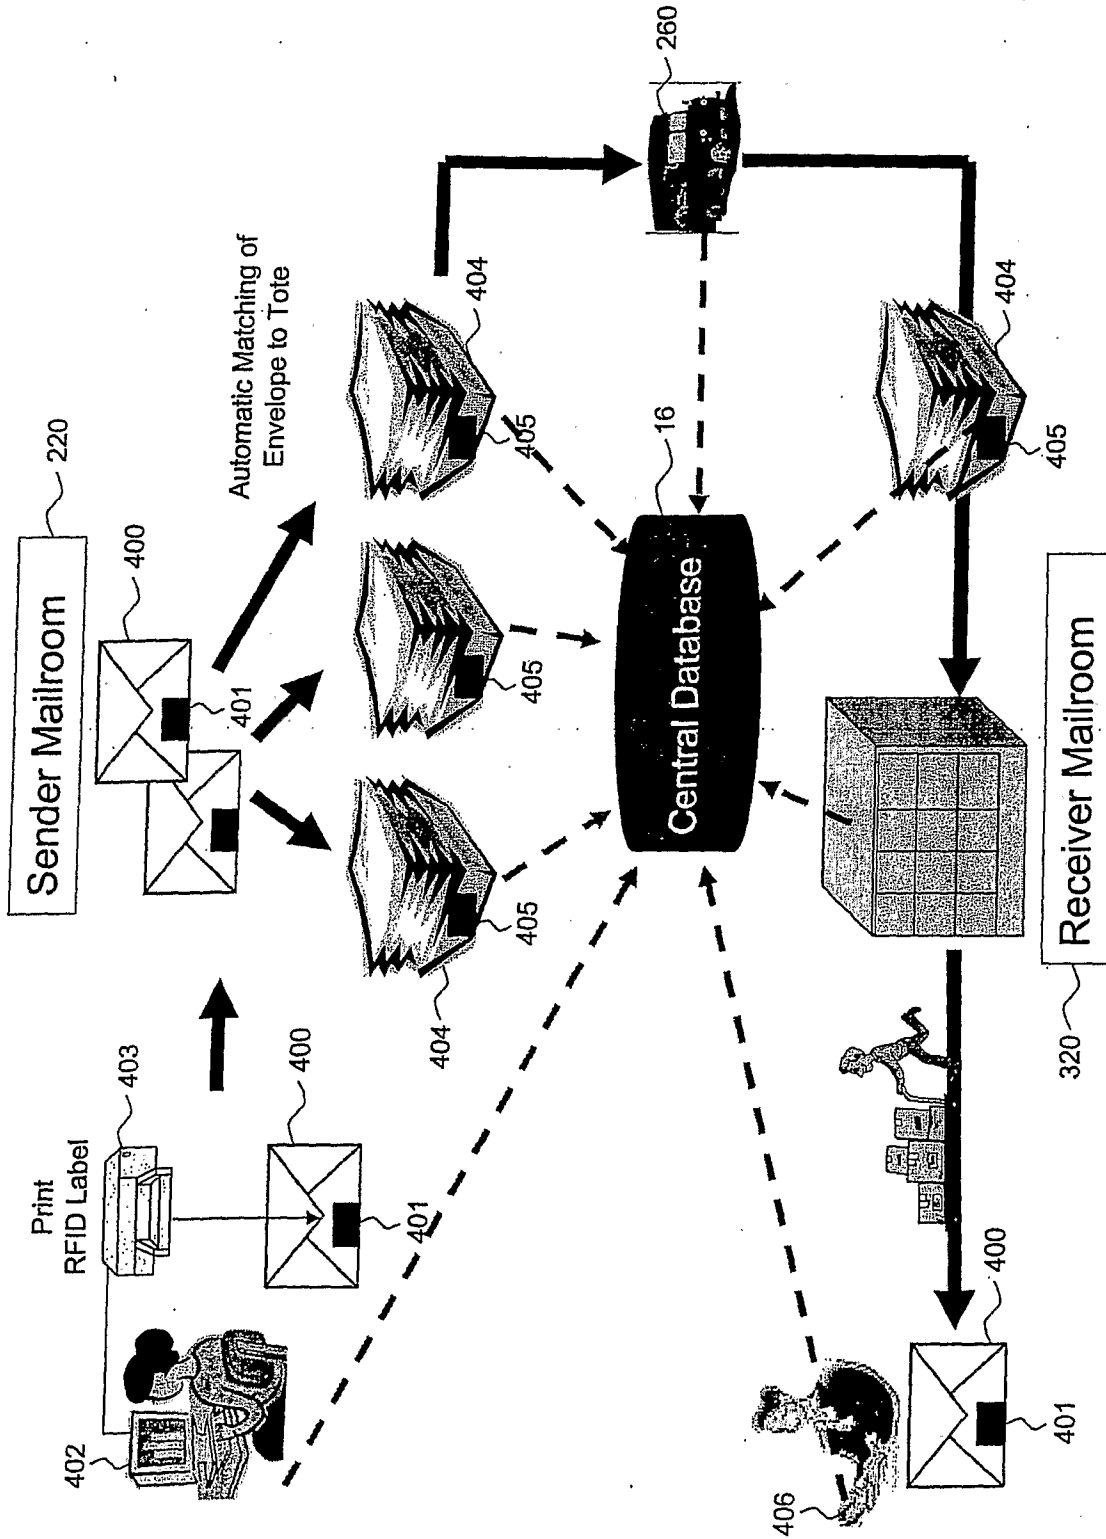 Sender Mailroom
220
402
Print
RFID Label
403
400
401
400
401
Automatic Matching of
Envelope to Tote
404
405
405
404
405
260
16
Central Database
406
400
401
404
405
320
Receiver Mailroom